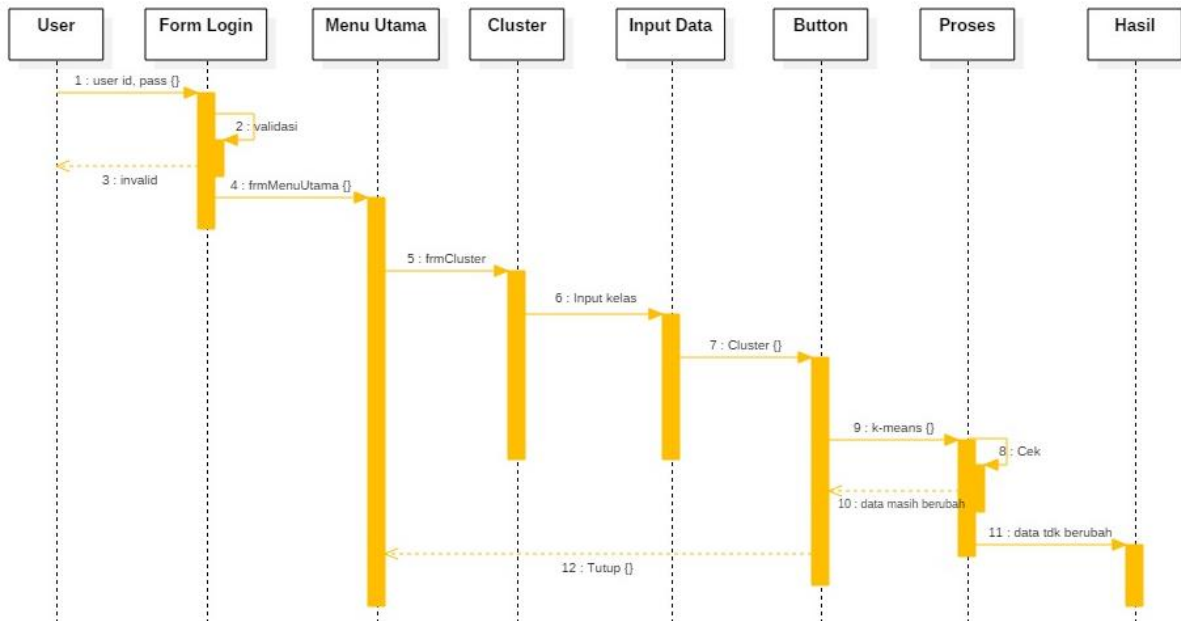 User
Form Login
Menu Utama
Cluster
Input Data
Button
Proses
Hasil
1 : user id, pass {}
2 : validasi
3 : invalid
4 : frmMenuUtama {}
5 : frmCluster
6 : Input kelas
7 : Cluster {}
9 : k-means {}
8 : Cek
10 : data masih berubah
11 : data tdk berubah
12 : Tutup {}